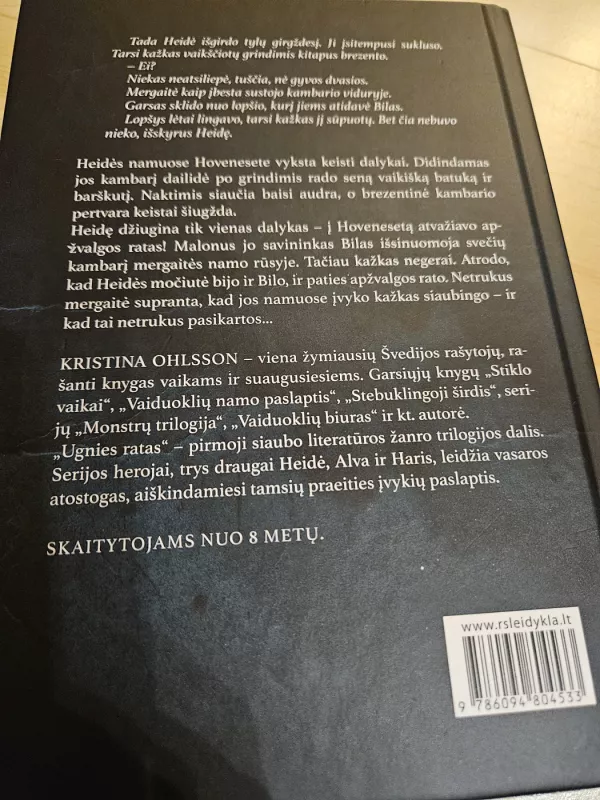 Tada Heidė išgirdo tylų girgždesį. Ji įsitempusi sukluso.
Tarsi kažkas vaikščiotų grindimis kitapus brezento.
– Ei?
Niekas neatsiliepė, tuščia, nė gyvos dvasios.
Mergaitė kaip įbesta sustojo kambario viduryje.
Garsas sklido nuo lopšio, kurį jiems atidavė Bilas.
Lopšys lėtai lingavo, tarsi kažkas jį sūpuotų. Bet čia nebuvo
nieko, išskyrus Heidę.
Heidės namuose Hovenesete vyksta keisti dalykai. Didindamas
jos kambarį dailidė po grindimis rado seną vaikišką batuką ir
barškutį. Naktimis siaučia baisi audra, o brezentinė kambario
pertvara keistai šiugžda.
Heidę džiugina tik vienas dalykas – į Hovenesetą atvažiavo ap-
žvalgos ratas! Malonus jo savininkas Bilas išsinuomoja svečių
kambarį mergaitės namo rūsyje. Tačiau kažkas negerai. Atrodo,
kad Heidės močiutė bijo ir Bilo, ir paties apžvalgos rato. Netrukus
mergaitė supranta, kad jos namuose įvyko kažkas siaubingo – ir
kad tai netrukus pasikartos...
KRISTINA OHLSSON – viena žymiausių Švedijos rašytojų, ra-
šanti knygas vaikams ir suaugusiesiems. Garsiųjų knygų „Stiklo
vaikai“, „Vaiduoklių namo paslaptis“, „Stebuklingoji širdis“, seri-
jų „Monstrų trilogija“, „Vaiduoklių biuras“ ir kt. autorė.
„Ugnies ratas“ – pirmoji siaubo literatūros žanro trilogijos dalis.
Serijos herojai, trys draugai Heidė, Alva ir Haris, leidžia vasaros
atostogas, aiškindamiesi tamsių praeities įvykių paslaptis.
SKAITYTOJAMS NUO 8 METŲ.
www.rsleidykla.lt
9 786094 804533